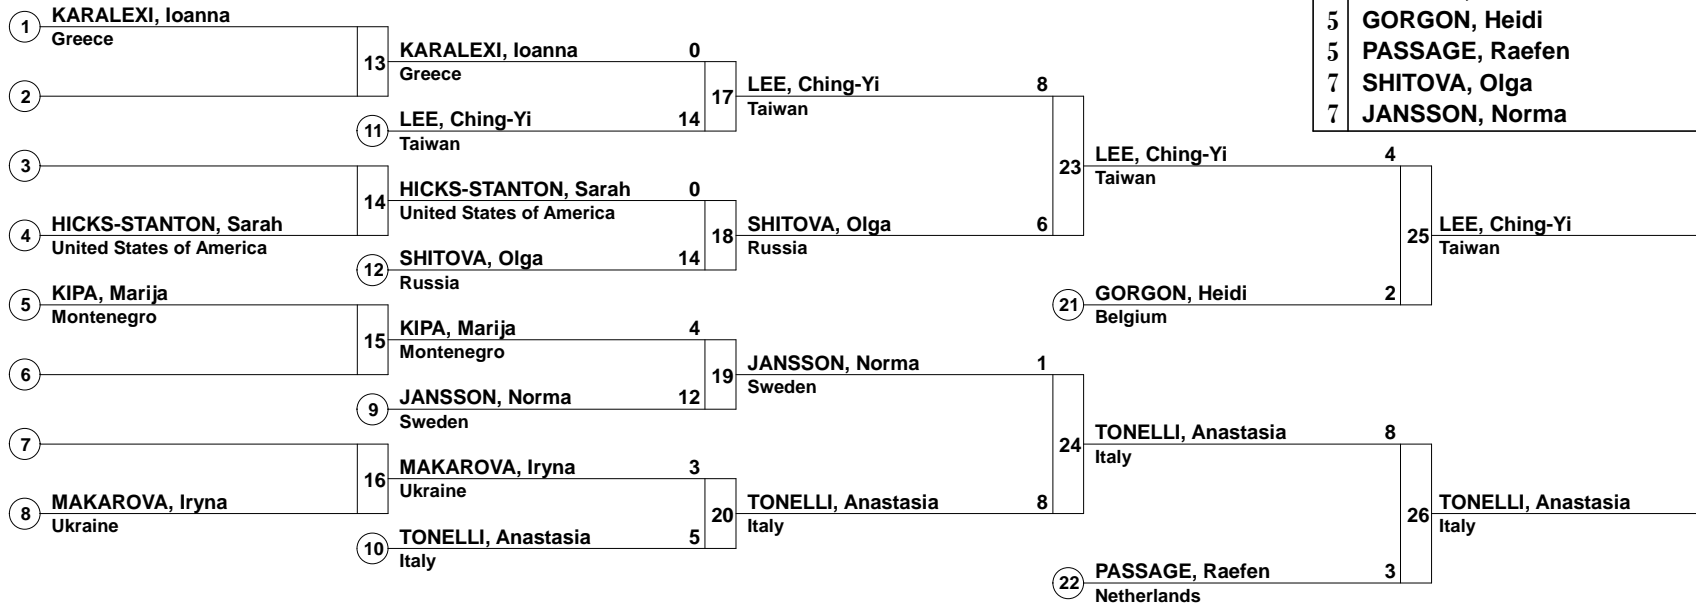 1
KARALEXI, Ioanna
Greece
2
3
4
HICKS-STANTON, Sarah
United States of America
5
KIPA, Marija
Montenegro
6
7
8
MAKAROVA, Iryna
Ukraine
13
KARALEXI, Ioanna 0
Greece
11
LEE, Ching-Yi 14
Taiwan
14
HICKS-STANTON, Sarah 0
United States of America
12
SHITOVA, Olga 14
Russia
15
KIPA, Marija 4
Montenegro
9
JANSSON, Norma 12
Sweden
16
MAKAROVA, Iryna 3
Ukraine
10
TONELLI, Anastasia 5
Italy
17
LEE, Ching-Yi 8
Taiwan
18
SHITOVA, Olga 6
Russia
19
JANSSON, Norma 1
Sweden
20
TONELLI, Anastasia 8
Italy
23
LEE, Ching-Yi 4
Taiwan
21
GORGON, Heidi 2
Belgium
24
TONELLI, Anastasia 8
Italy
22
PASSAGE, Raefen 3
Netherlands
25
LEE, Ching-Yi
Taiwan
26
TONELLI, Anastasia
Italy
5 GORGON, Heidi
5 PASSAGE, Raefen
7 SHITOVA, Olga
7 JANSSON, Norma